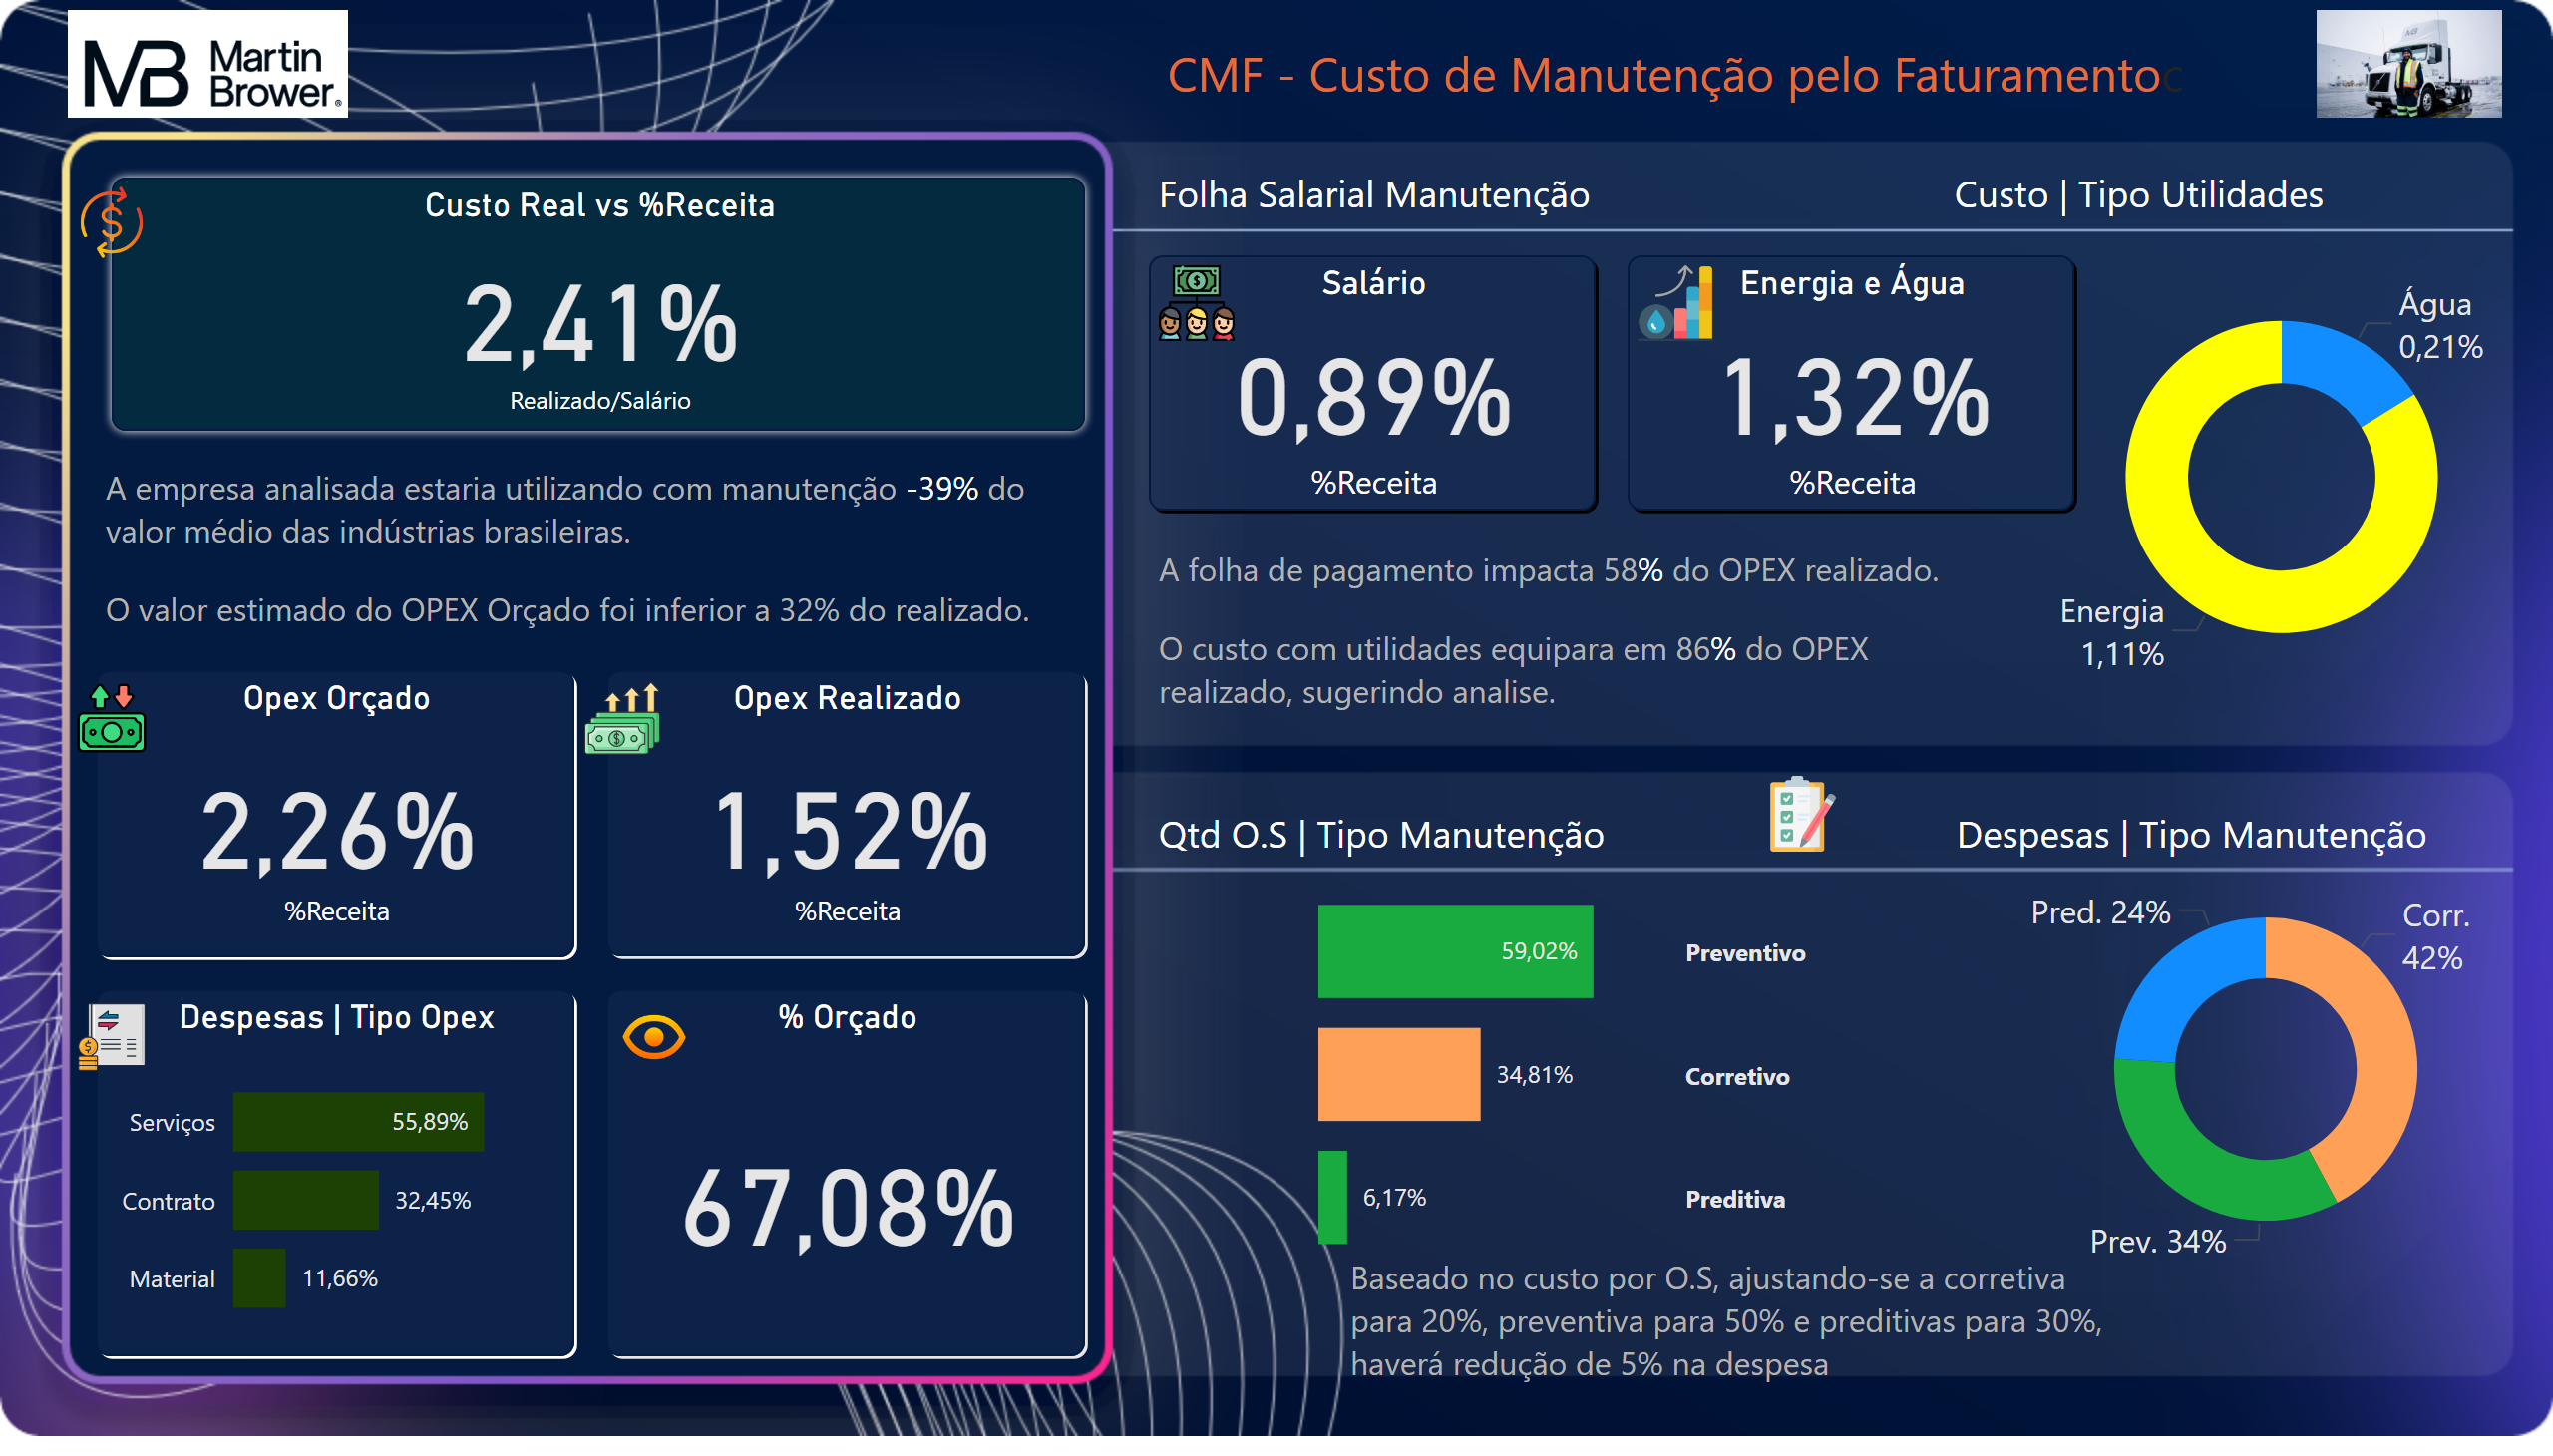 MB Martin
Brower®
CMF - Custo de Manutenção pelo Faturamentoc
Custo Real vs %Receita
2,41%
Realizado/Salário
A empresa analisada estaria utilizando com manutenção -39% do
valor médio das indústrias brasileiras.
O valor estimado do OPEX Orçado foi inferior a 32% do realizado.
Opex Orçado
2,26%
%Receita
Opex Realizado
1,52%
%Receita
Despesas | Tipo Opex
Serviços 55,89%
Contrato 32,45%
Material 11,66%
% Orçado
67,08%
Folha Salarial Manutenção
Custo | Tipo Utilidades
Salário
0,89%
%Receita
Energia e Água
1,32%
%Receita
Água
0,21%
Energia
1,11%
A folha de pagamento impacta 58% do OPEX realizado.
O custo com utilidades equipara em 86% do OPEX
realizado, sugerindo analise.
Qtd O.S | Tipo Manutenção
Despesas | Tipo Manutenção
59,02% Preventivo
34,81% Corretivo
6,17% Preditiva
Pred. 24%
Corr.
42%
Prev. 34%
Baseado no custo por O.S, ajustando-se a corretiva
para 20%, preventiva para 50% e preditivas para 30%,
haverá redução de 5% na despesa